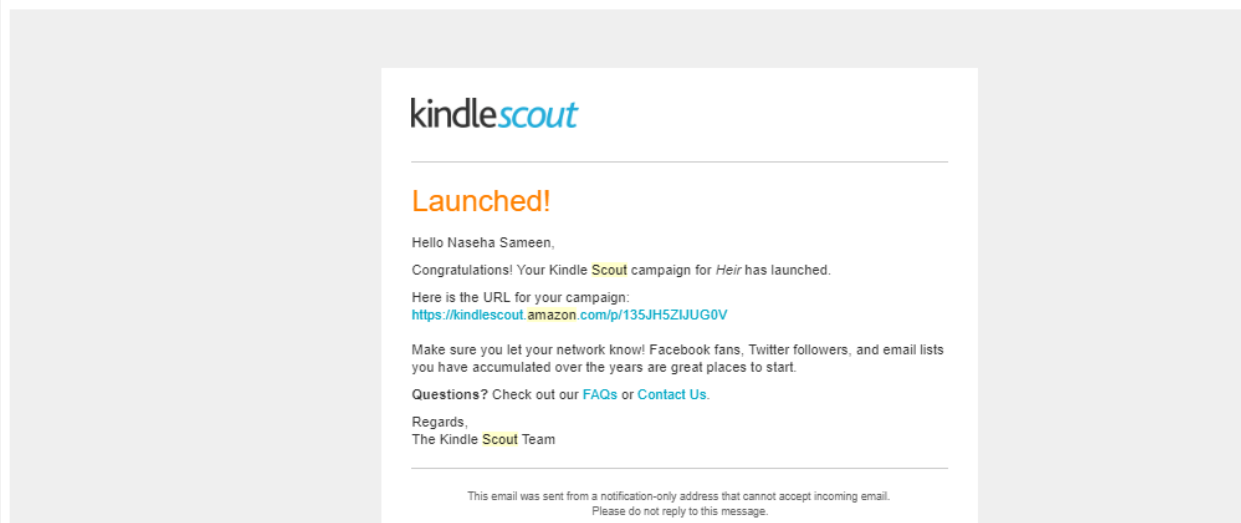 kindlescout
Launched!
Hello Naseha Sameen,
Congratulations! Your Kindle Scout campaign for Heir has launched.
Here is the URL for your campaign:
https://kindlescout.amazon.com/p/135JH5ZIJUG0V
Make sure you let your network know! Facebook fans, Twitter followers, and email lists
you have accumulated over the years are great places to start.
Questions? Check out our FAQs or Contact Us.
Regards,
The Kindle Scout Team
This email was sent from a notification-only address that cannot accept incoming email.
Please do not reply to this message.